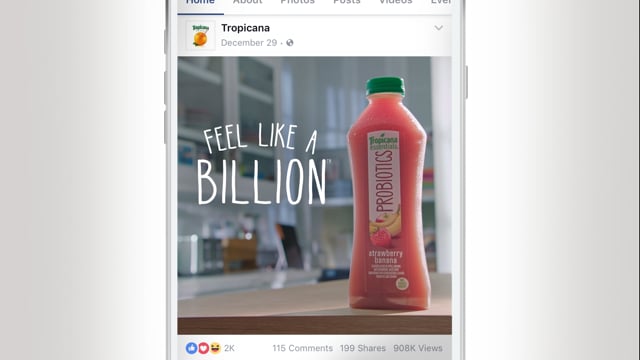 Home About Photos Posts Videos
Tropicana
Tropicana
December 29
FEEL LIKE A
BILLION™
Tropicana
essentials
PROBIOTICS
strawberry
banana
2K 115 Comments 199 Shares 908K Views